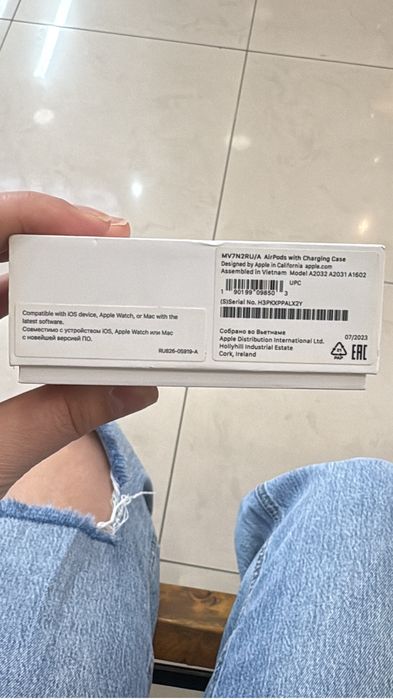 MV7N2RU/A AirPods with Charging Case
Designed by Apple in California apple.com
Assembled in Vietnam Model A2032 A2031 A1602
UPC
1 90199 09850 3
(S)Serial No. H3PKXPPALX2Y
Собрано во Вьетнаме
Apple Distribution International Ltd.
Hollyhill Industrial Estate
Cork, Ireland
07/2023
21
PAP
EAC
Compatible with iOS device, Apple Watch, or Mac with the
latest software.
Совместимо с устройством iOS, Apple Watch или Mac
с новейшей версией ПО.
RU826-05919-A